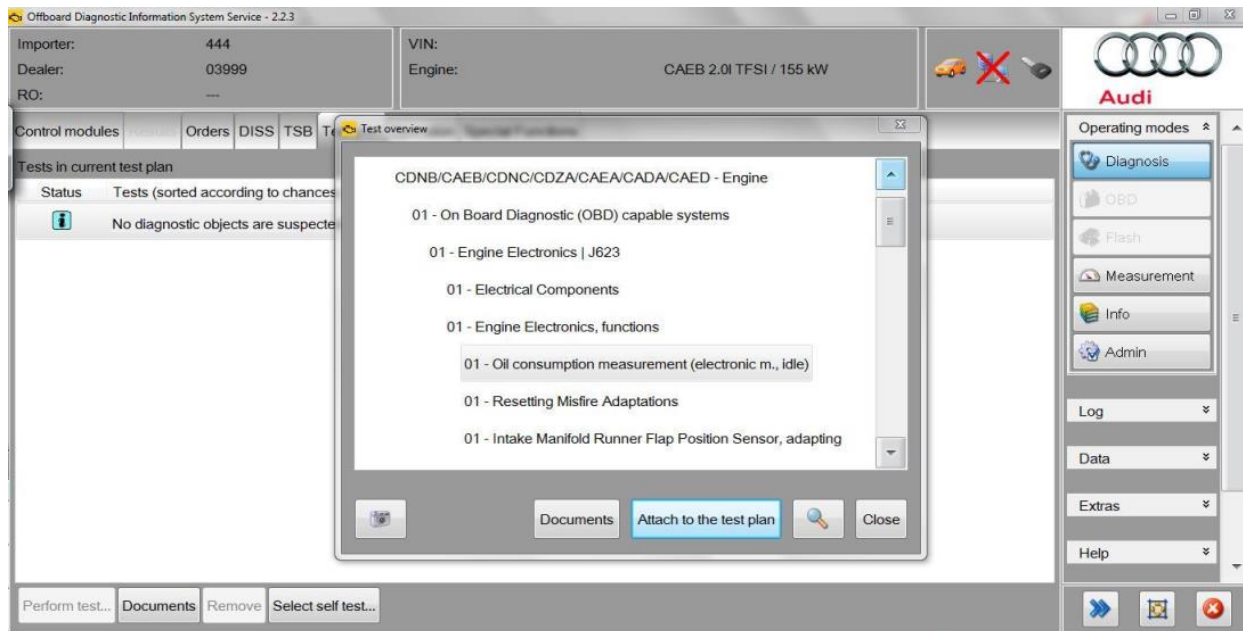 Offboard Diagnostic Information System Service - 2.2.3
Importer: 444
Dealer: 03999
RO: ---
VIN:
Engine: CAEB 2.0l TFSI / 155 kW
Audi
Control modules Results Orders DISS TSB Te
Special Functions
Tests in current test plan
Status Tests (sorted according to chances
No diagnostic objects are suspecte
Test overview
CDNB/CAEB/CDNC/CDZA/CAEA/CADA/CAED - Engine
01 - On Board Diagnostic (OBD) capable systems
01 - Engine Electronics | J623
01 - Electrical Components
01 - Engine Electronics, functions
01 - Oil consumption measurement (electronic m., idle)
01 - Resetting Misfire Adaptations
01 - Intake Manifold Runner Flap Position Sensor, adapting
Documents Attach to the test plan Close
Operating modes
Diagnosis
OBD
Flash
Measurement
Info
Admin
Log
Data
Extras
Help
Perform test... Documents Remove Select self test...